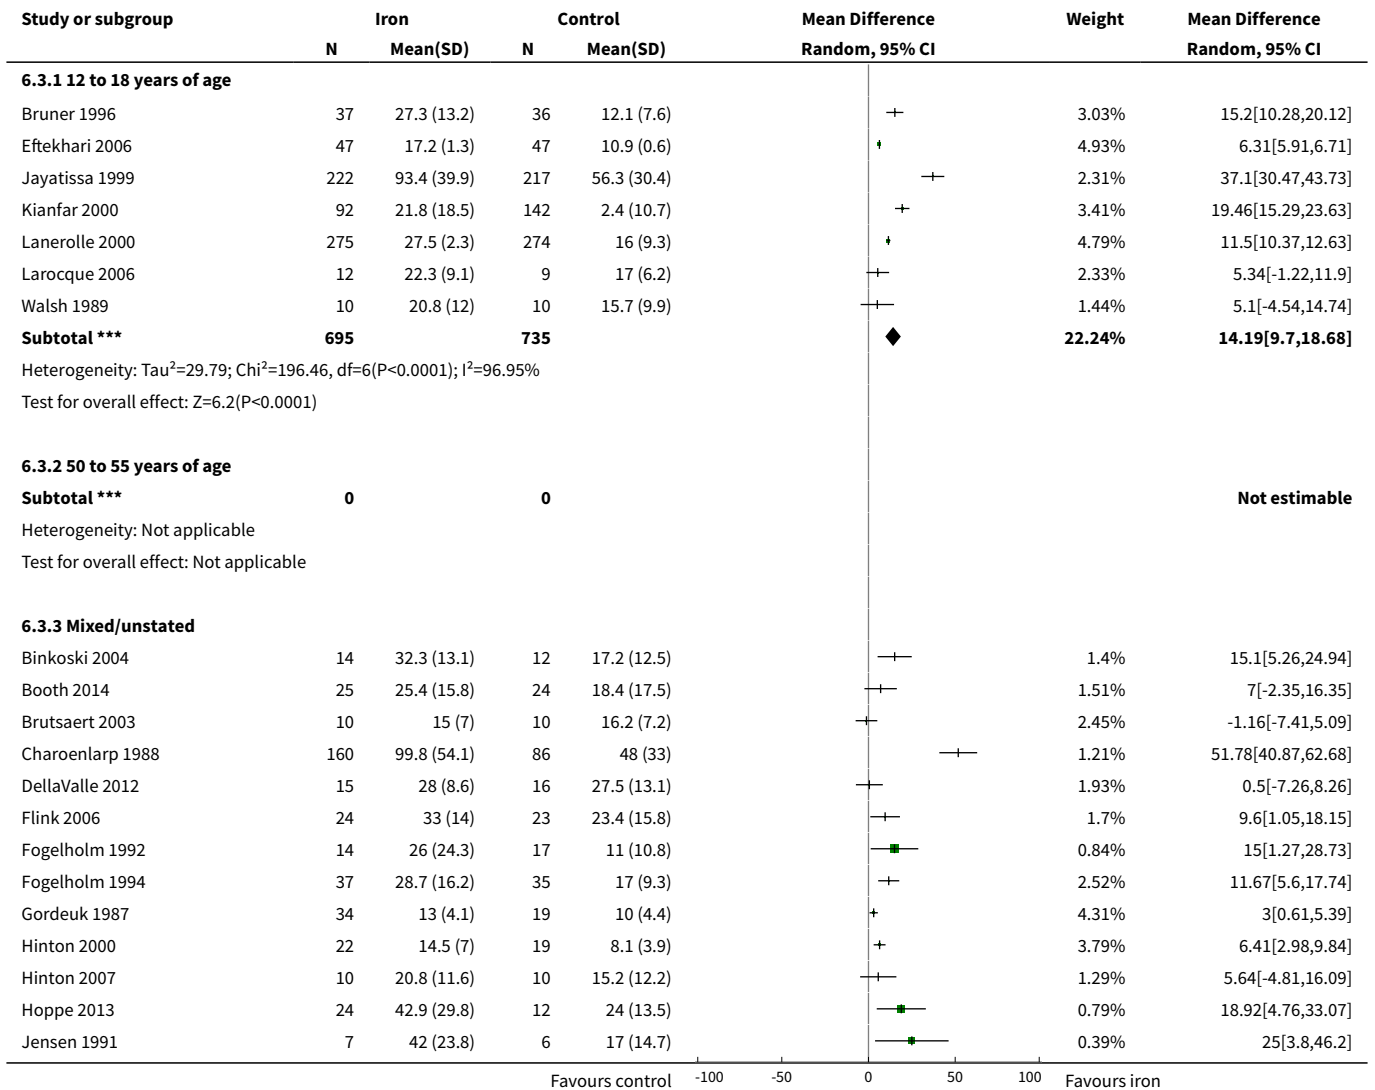 Study or subgroup Iron Control Mean Difference Weight Mean Difference
N Mean(SD) N Mean(SD) Random, 95% CI Random, 95% CI
6.3.1 12 to 18 years of age
Bruner 1996 37 27.3 (13.2) 36 12.1 (7.6) 3.03% 15.2[10.28,20.12]
Eftekhari 2006 47 17.2 (1.3) 47 10.9 (0.6) 4.93% 6.31[5.91,6.71]
Jayatissa 1999 222 93.4 (39.9) 217 56.3 (30.4) 2.31% 37.1[30.47,43.73]
Kianfar 2000 92 21.8 (18.5) 142 2.4 (10.7) 3.41% 19.46[15.29,23.63]
Lanerolle 2000 275 27.5 (2.3) 274 16 (9.3) 4.79% 11.5[10.37,12.63]
Larocque 2006 12 22.3 (9.1) 9 17 (6.2) 2.33% 5.34[-1.22,11.9]
Walsh 1989 10 20.8 (12) 10 15.7 (9.9) 1.44% 5.1[-4.54,14.74]
Subtotal *** 695 735 22.24% 14.19[9.7,18.68]
Heterogeneity: Tau²=29.79; Chi²=196.46, df=6(P<0.0001); I²=96.95%
Test for overall effect: Z=6.2(P<0.0001)
6.3.2 50 to 55 years of age
Subtotal *** 0 0 Not estimable
Heterogeneity: Not applicable
Test for overall effect: Not applicable
6.3.3 Mixed/unstated
Binkoski 2004 14 32.3 (13.1) 12 17.2 (12.5) 1.4% 15.1[5.26,24.94]
Booth 2014 25 25.4 (15.8) 24 18.4 (17.5) 1.51% 7[-2.35,16.35]
Brutsaert 2003 10 15 (7) 10 16.2 (7.2) 2.45% -1.16[-7.41,5.09]
Charoenlarp 1988 160 99.8 (54.1) 86 48 (33) 1.21% 51.78[40.87,62.68]
DellaValle 2012 15 28 (8.6) 16 27.5 (13.1) 1.93% 0.5[-7.26,8.26]
Flink 2006 24 33 (14) 23 23.4 (15.8) 1.7% 9.6[1.05,18.15]
Fogelholm 1992 14 26 (24.3) 17 11 (10.8) 0.84% 15[1.27,28.73]
Fogelholm 1994 37 28.7 (16.2) 35 17 (9.3) 2.52% 11.67[5.6,17.74]
Gordeuk 1987 34 13 (4.1) 19 10 (4.4) 4.31% 3[0.61,5.39]
Hinton 2000 22 14.5 (7) 19 8.1 (3.9) 3.79% 6.41[2.98,9.84]
Hinton 2007 10 20.8 (11.6) 10 15.2 (12.2) 1.29% 5.64[-4.81,16.09]
Hoppe 2013 24 42.9 (29.8) 12 24 (13.5) 0.79% 18.92[4.76,33.07]
Jensen 1991 7 42 (23.8) 6 17 (14.7) 0.39% 25[3.8,46.2]
Favours control -100 -50 0 50 100 Favours iron